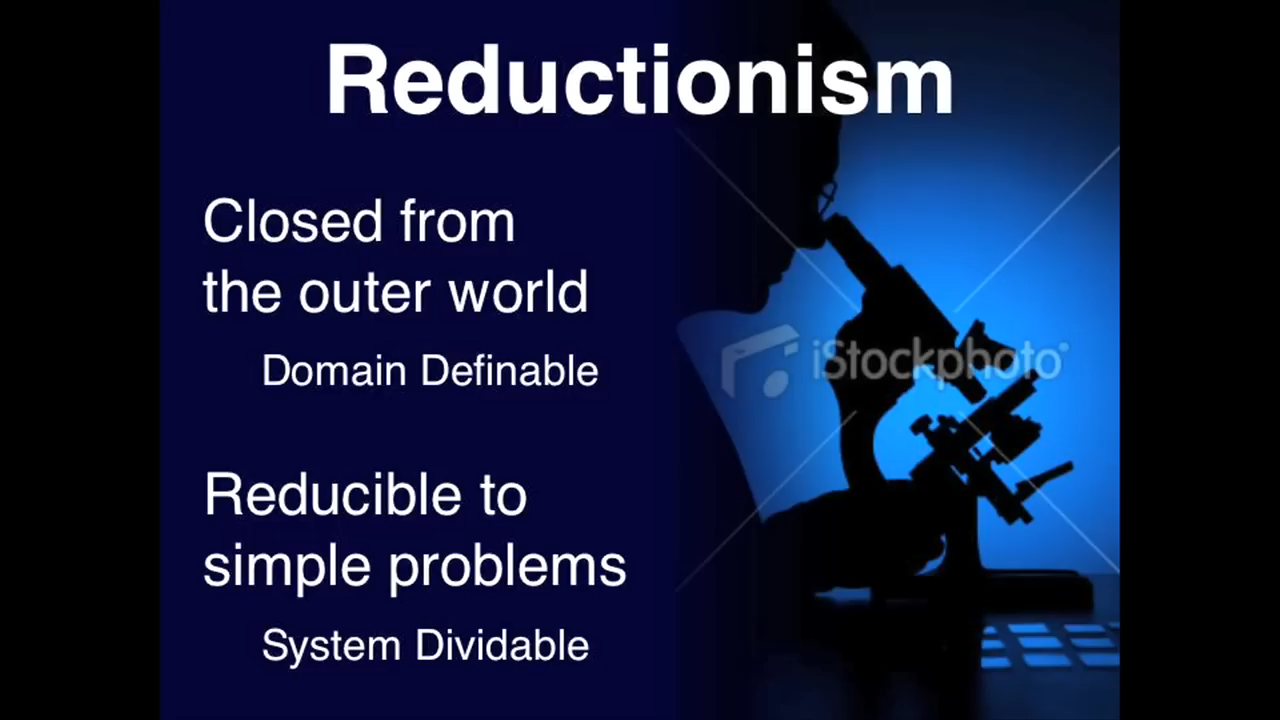 Reductionism
Closed from
the outer world
Domain Definable
iStockphoto
Reducible to
simple problems
System Dividable